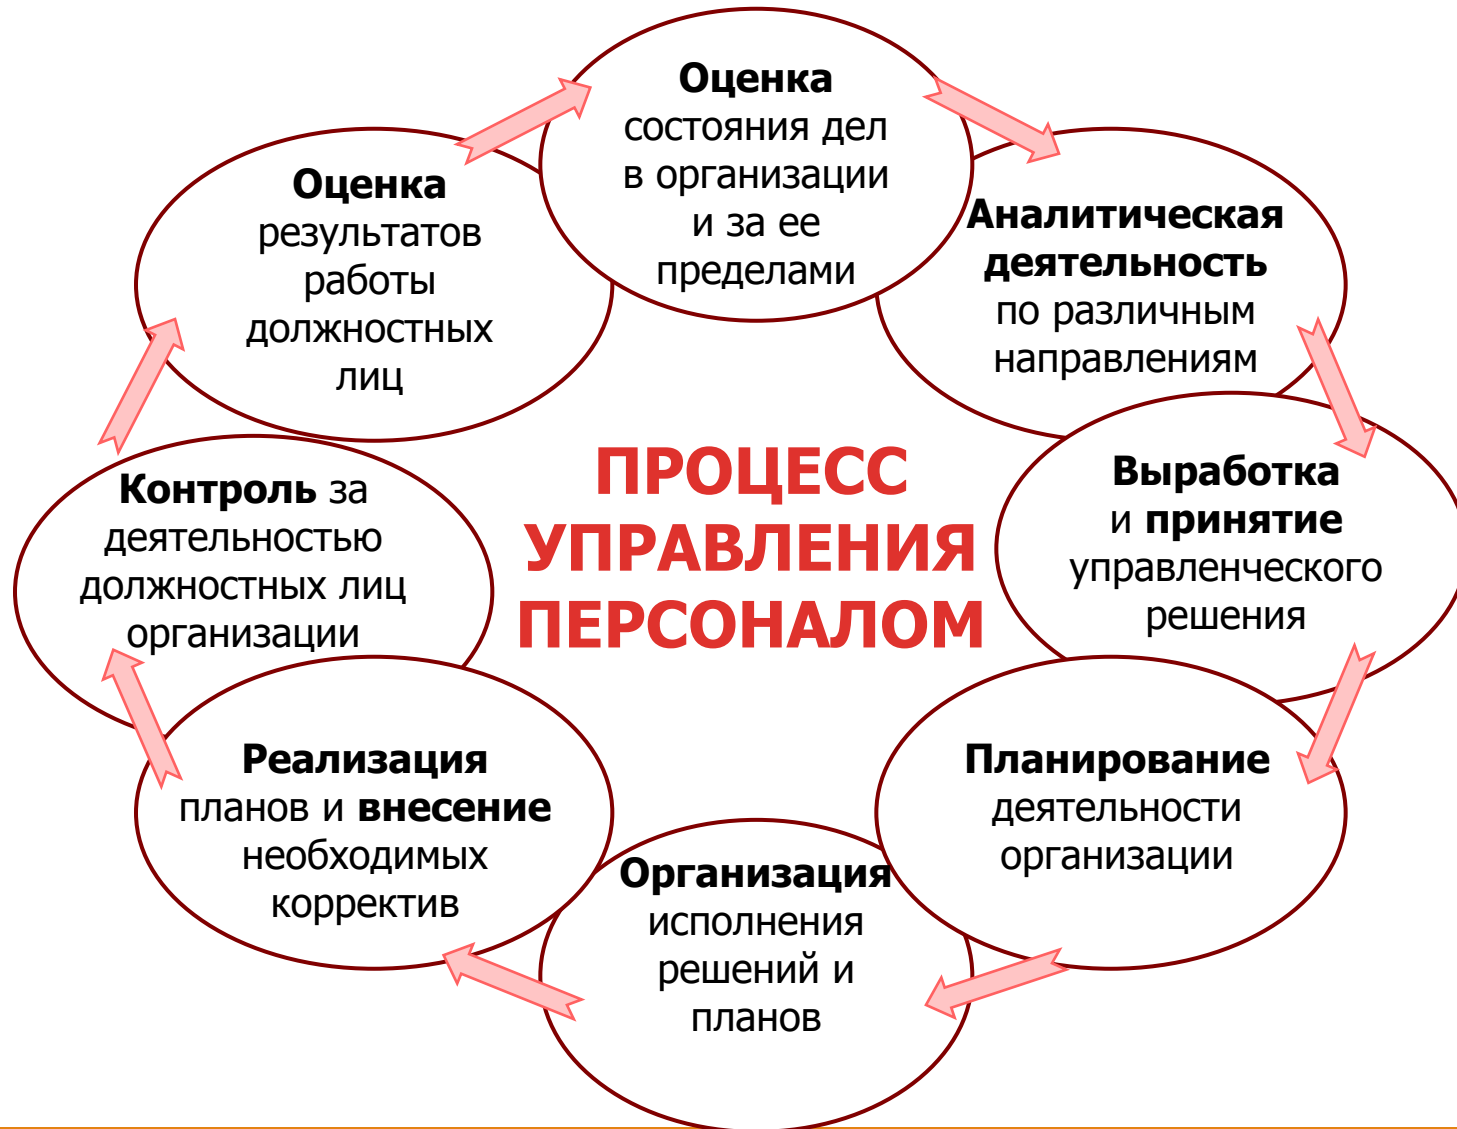 Оценка
состояния дел
в организации
и за ее
пределами
Аналитическая
деятельность
по различным
направлениям
Выработка
и принятие
управленческого
решения
Планирование
деятельности
организации
Организация
исполнения
решений и
планов
Реализация
планов и внесение
необходимых
корректив
Контроль за
деятельностью
должностных лиц
организации
Оценка
результатов
работы
должностных
лиц
ПРОЦЕСС
УПРАВЛЕНИЯ
ПЕРСОНАЛОМ